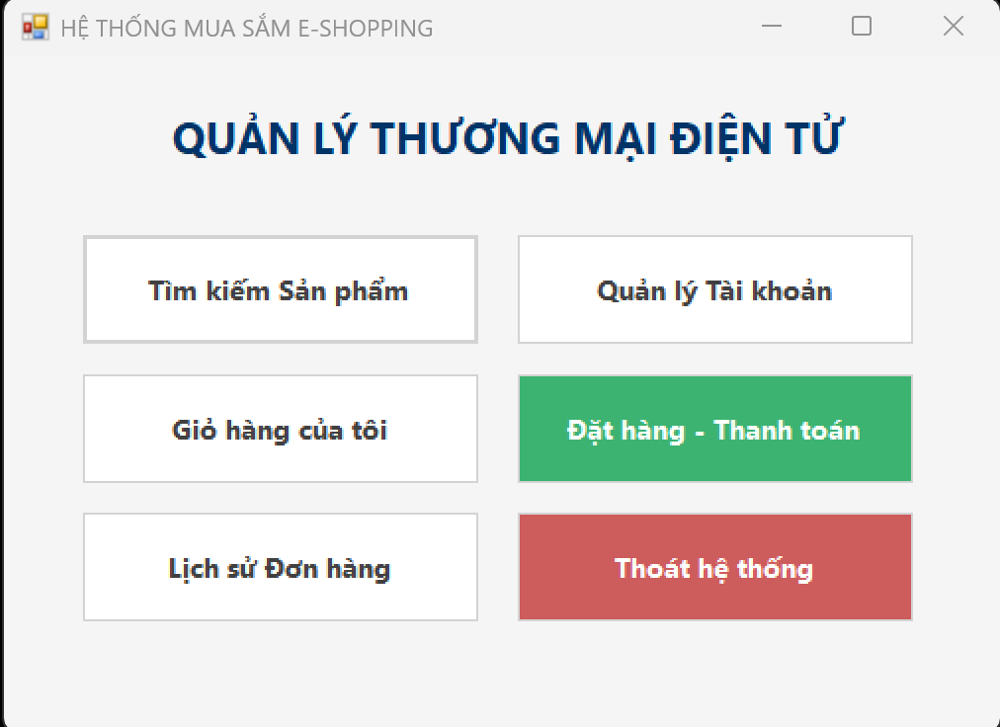 HỆ THỐNG MUA SẮM E-SHOPPING
QUẢN LÝ THƯƠNG MẠI ĐIỆN TỬ
Tìm kiếm Sản phẩm
Quản lý Tài khoản
Giỏ hàng của tôi
Đặt hàng - Thanh toán
Lịch sử Đơn hàng
Thoát hệ thống